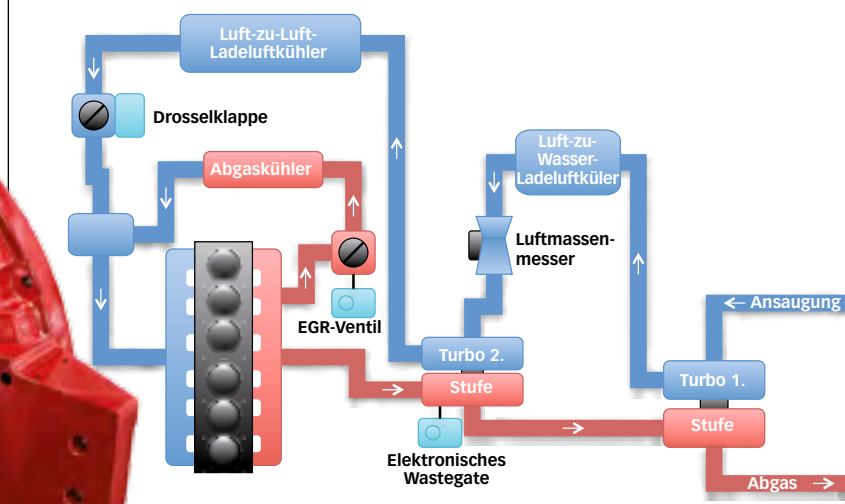 Luft-zu-Luft-
Ladeluftkühler
Drosselklappe
Abgaskühler
EGR-Ventil
Luft-zu-
Wasser-
Ladeluftküler
Luftmassen-
messer
Turbo 2.
Stufe
Elektronisches
Wastegate
← Ansaugung
Turbo 1.
Stufe
Abgas →